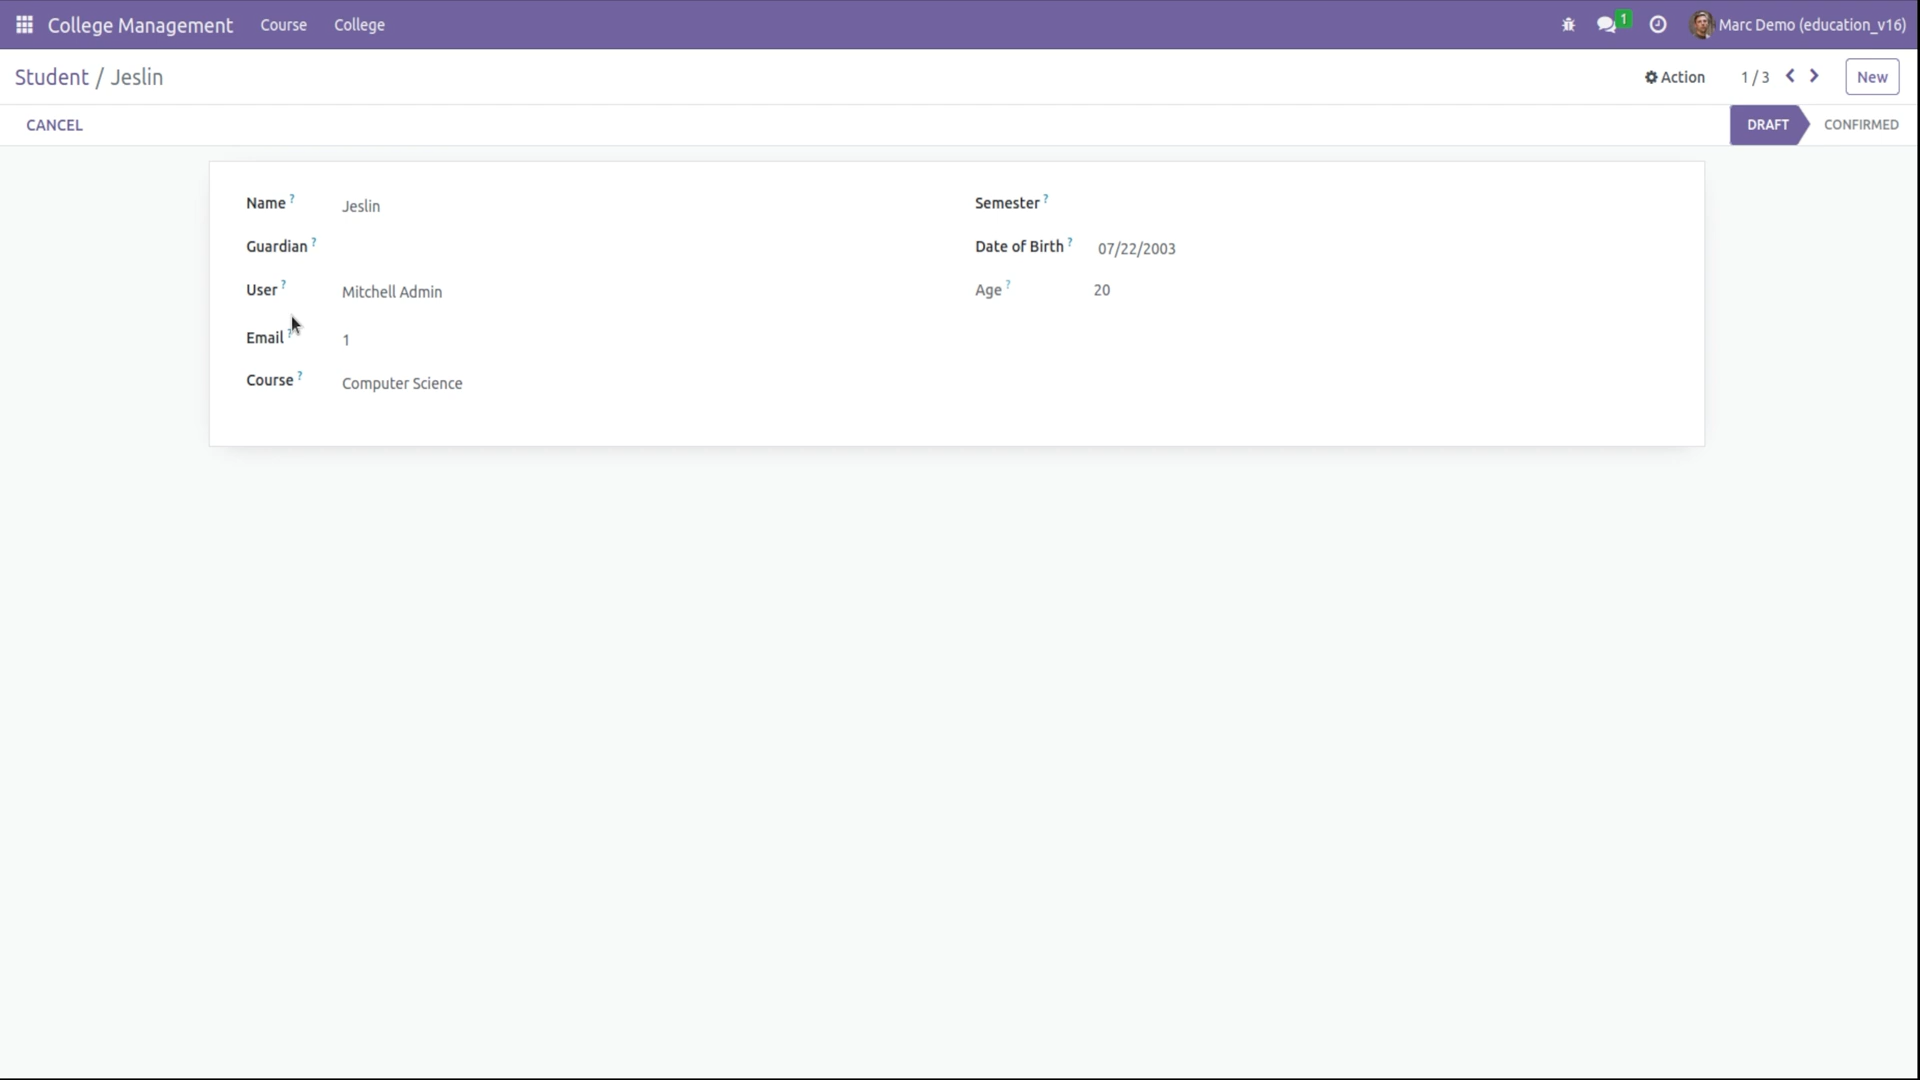 College Management Course College 1 Marc Demo (education_v16)
Student / Jeslin Action 1 / 3 New
CANCEL DRAFT CONFIRMED
Name ? Jeslin Semester ?
Guardian ? Date of Birth ? 07/22/2003
User ? Mitchell Admin Age ? 20
Email ? 1
Course ? Computer Science